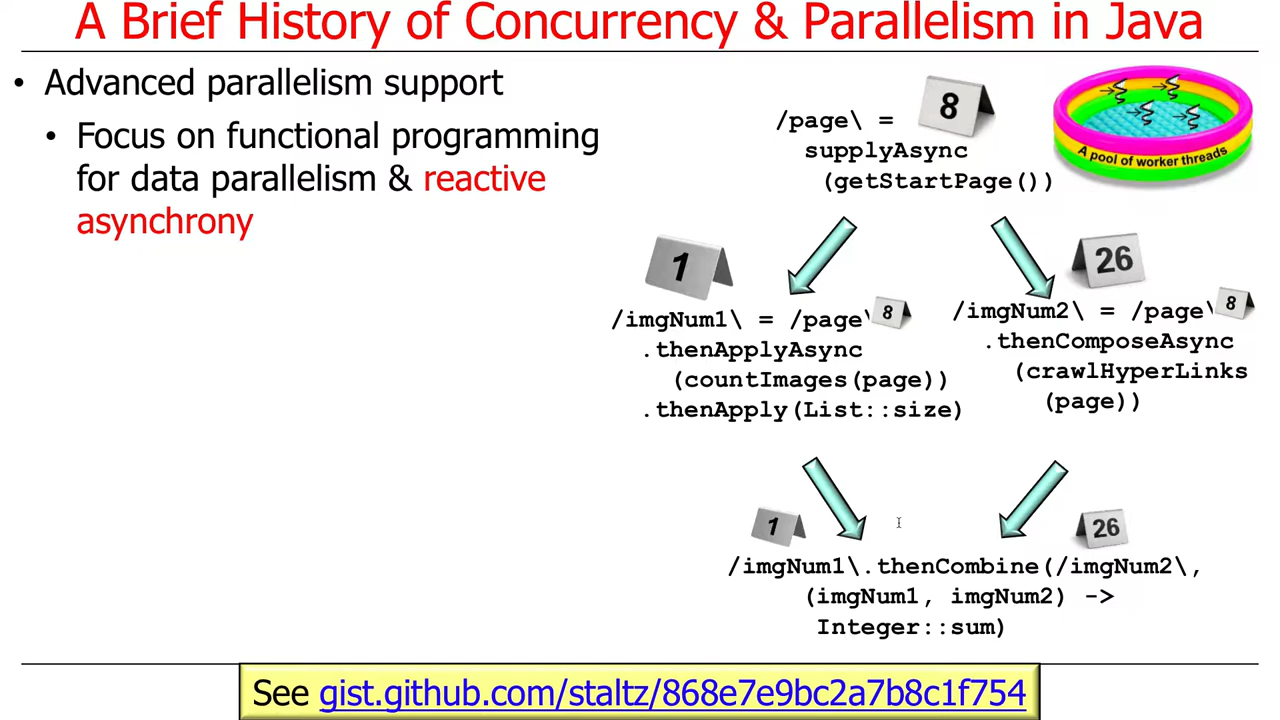 A Brief History of Concurrency & Parallelism in Java
• Advanced parallelism support
• Focus on functional programming
for data parallelism & reactive
asynchrony
/page\ =
8
supplyAsync
(getStartPage())
A pool of worker threads
1
/imgNum1\ = /page\
8
.thenApplyAsync
(countImages(page))
.thenApply(List::size)
26
/imgNum2\ = /page\
8
.thenComposeAsync
(crawlHyperLinks
(page))
1
26
/imgNum1\.thenCombine(/imgNum2\,
(imgNum1, imgNum2) ->
Integer::sum)
See gist.github.com/staltz/868e7e9bc2a7b8c1f754